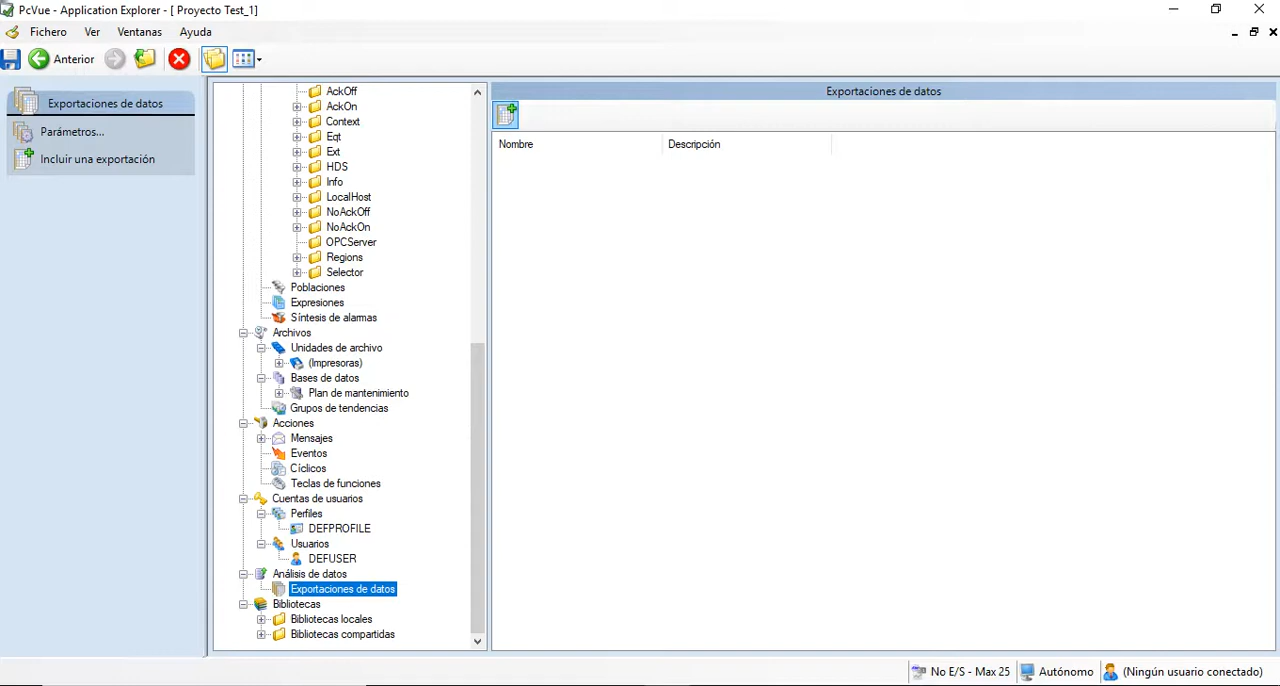 PcVue - Application Explorer - [ Proyecto Test_1]
Fichero Ver Ventanas Ayuda
Anterior
Exportaciones de datos
Parámetros...
Incluir una exportación
AckOff
AckOn
Context
Eqt
Ext
HDS
Info
LocalHost
NoAckOff
NoAckOn
OPCServer
Regions
Selector
Poblaciones
Expresiones
Síntesis de alarmas
Archivos
Unidades de archivo
(Impresoras)
Bases de datos
Plan de mantenimiento
Grupos de tendencias
Acciones
Mensajes
Eventos
Cíclicos
Teclas de funciones
Cuentas de usuarios
Perfiles
DEFPROFILE
Usuarios
DEFUSER
Análisis de datos
Exportaciones de datos
Bibliotecas
Bibliotecas locales
Bibliotecas compartidas
Exportaciones de datos
Nombre Descripción
No E/S - Max 25 Autónomo (Ningún usuario conectado)